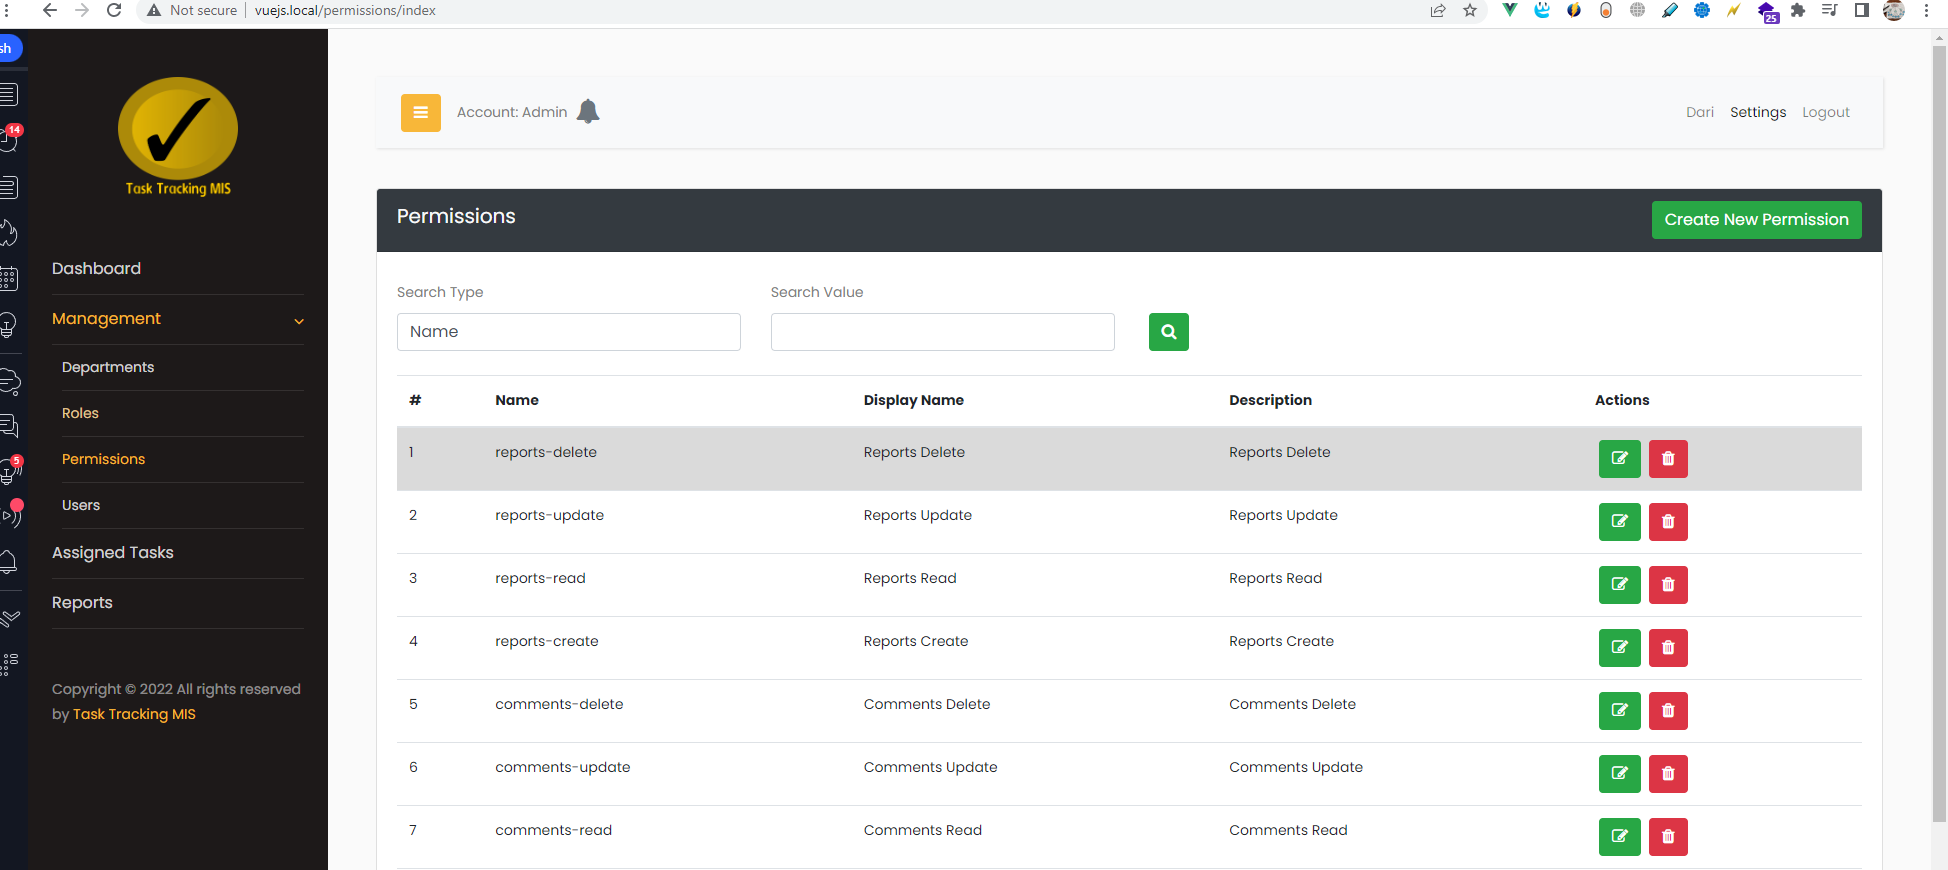 Not secure | vuejs.local/permissions/index
25
sh
14
5
Task Tracking MIS
Dashboard
Management
Departments
Roles
Permissions
Users
Assigned Tasks
Reports
Copyright © 2022 All rights reserved
by Task Tracking MIS
Account: Admin
Dari Settings Logout
Permissions
Create New Permission
Search Type Search Value
Name
# Name Display Name Description Actions
1 reports-delete Reports Delete Reports Delete
2 reports-update Reports Update Reports Update
3 reports-read Reports Read Reports Read
4 reports-create Reports Create Reports Create
5 comments-delete Comments Delete Comments Delete
6 comments-update Comments Update Comments Update
7 comments-read Comments Read Comments Read